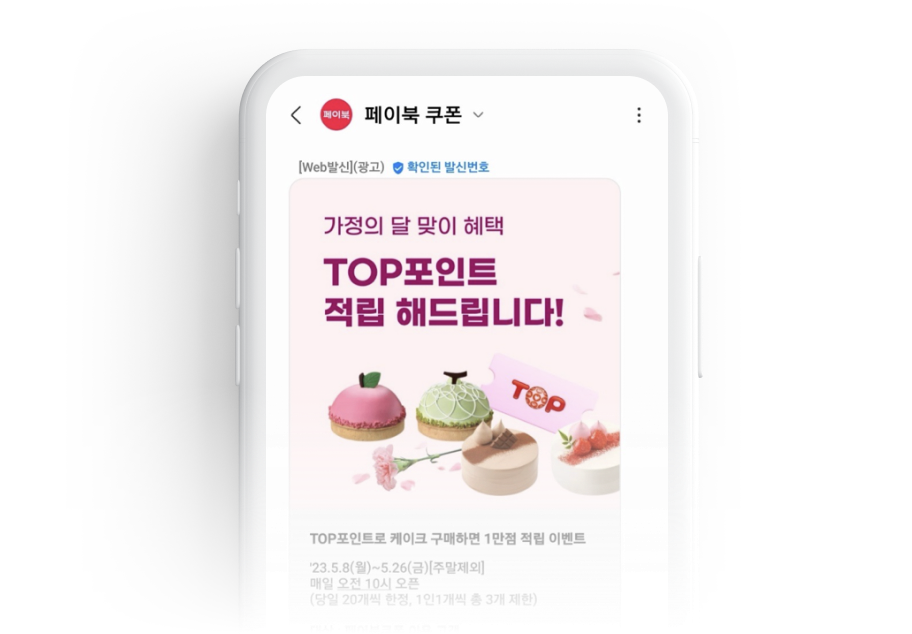 페이북
페이북 쿠폰
[Web발신](광고) 확인된 발신번호
가정의 달 맞이 혜택
TOP포인트
적립 해드립니다!
TOP
TOP포인트로 케이크 구매하면 1만점 적립 이벤트
'23.5.8(월)~5.26(금)[주말제외]
매일 오전 10시 오픈
(당일 20개씩 한정, 1인1개씩 총 3개 제한)